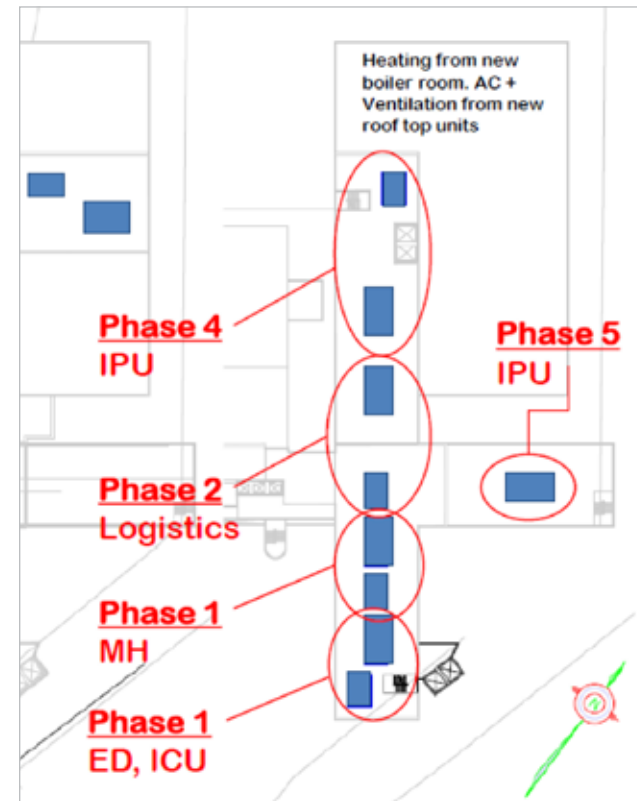 Heating from new
boiler room. AC +
Ventilation from new
roof top units
Phase 4
IPU
Phase 5
IPU
Phase 2
Logistics
Phase 1
MH
Phase 1
ED, ICU
N